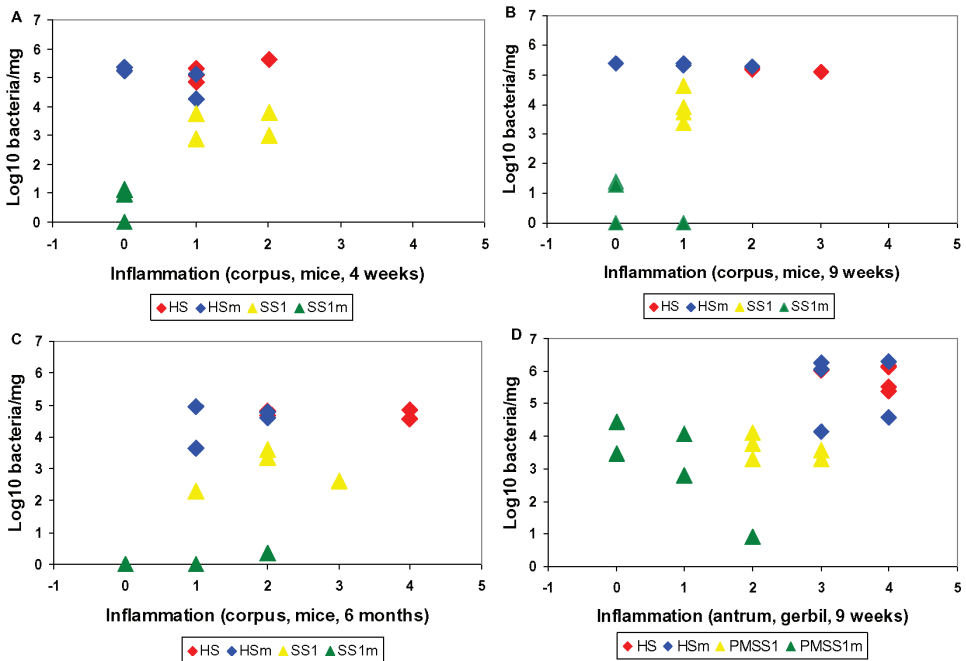 A
Log10 bacteria/mg
7
6
5
4
3
2
1
0
-1 0 1 2 3 4 5
Inflammation (corpus, mice, 4 weeks)
HS HSm SS1 SS1m
B
Log10 bacteria/mg
7
6
5
4
3
2
1
0
-1 0 1 2 3 4 5
Inflammation (corpus, mice, 9 weeks)
HS HSm SS1 SS1m
C
Log10 bacteria/mg
7
6
5
4
3
2
1
0
-1 0 1 2 3 4 5
Inflammation (corpus, mice, 6 months)
HS HSm SS1 SS1m
D
Log10 bacteria/mg
7
6
5
4
3
2
1
0
-1 0 1 2 3 4 5
Inflammation (antrum, gerbil, 9 weeks)
HS HSm PMSS1 PMSS1m